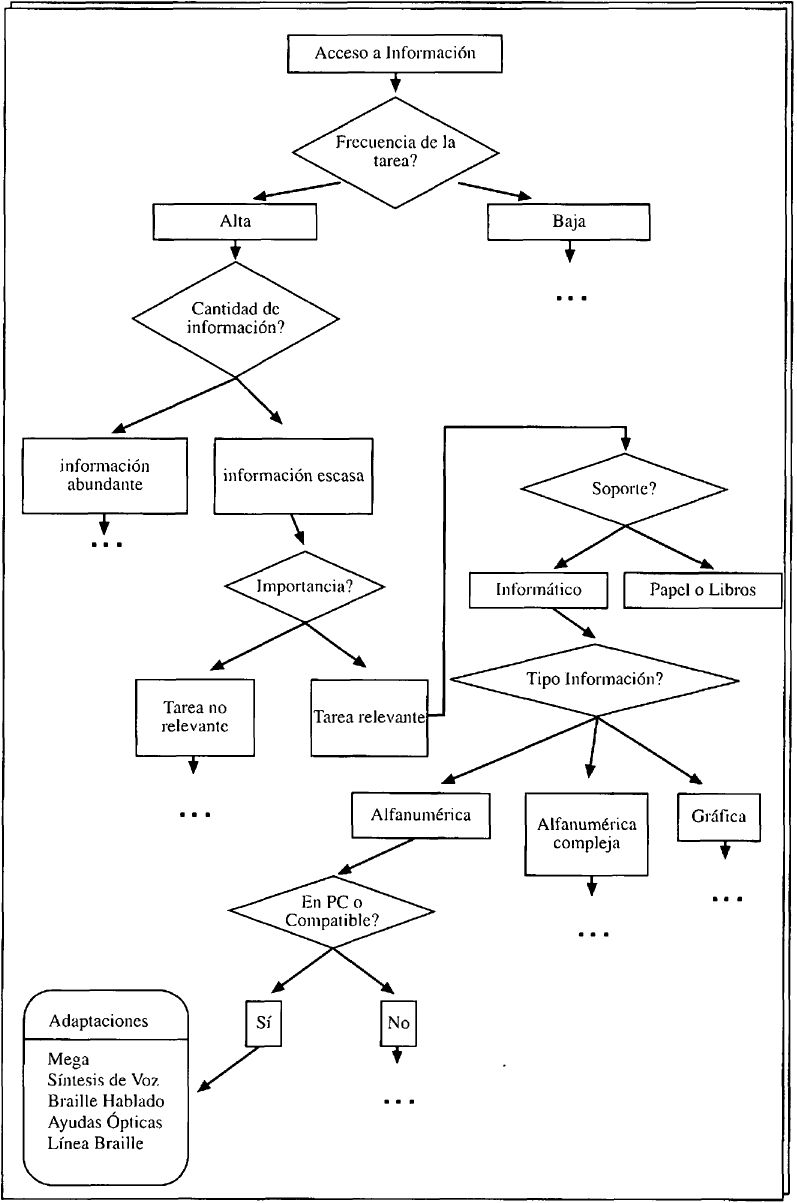 Acceso a Información
Frecuencia de la
tarea?
Alta
Baja
...
Cantidad de
información?
información
abundante
...
información escasa
Importancia?
Tarea no
relevante
...
Tarea relevante
Soporte?
Informático
Papel o Libros
Tipo Información?
Alfanumérica
Alfanumérica
compleja
...
Gráfica
...
En PC o
Compatible?
Sí
No
...
Adaptaciones
Mega
Síntesis de Voz
Braille Hablado
Ayudas Ópticas
Línea Braille